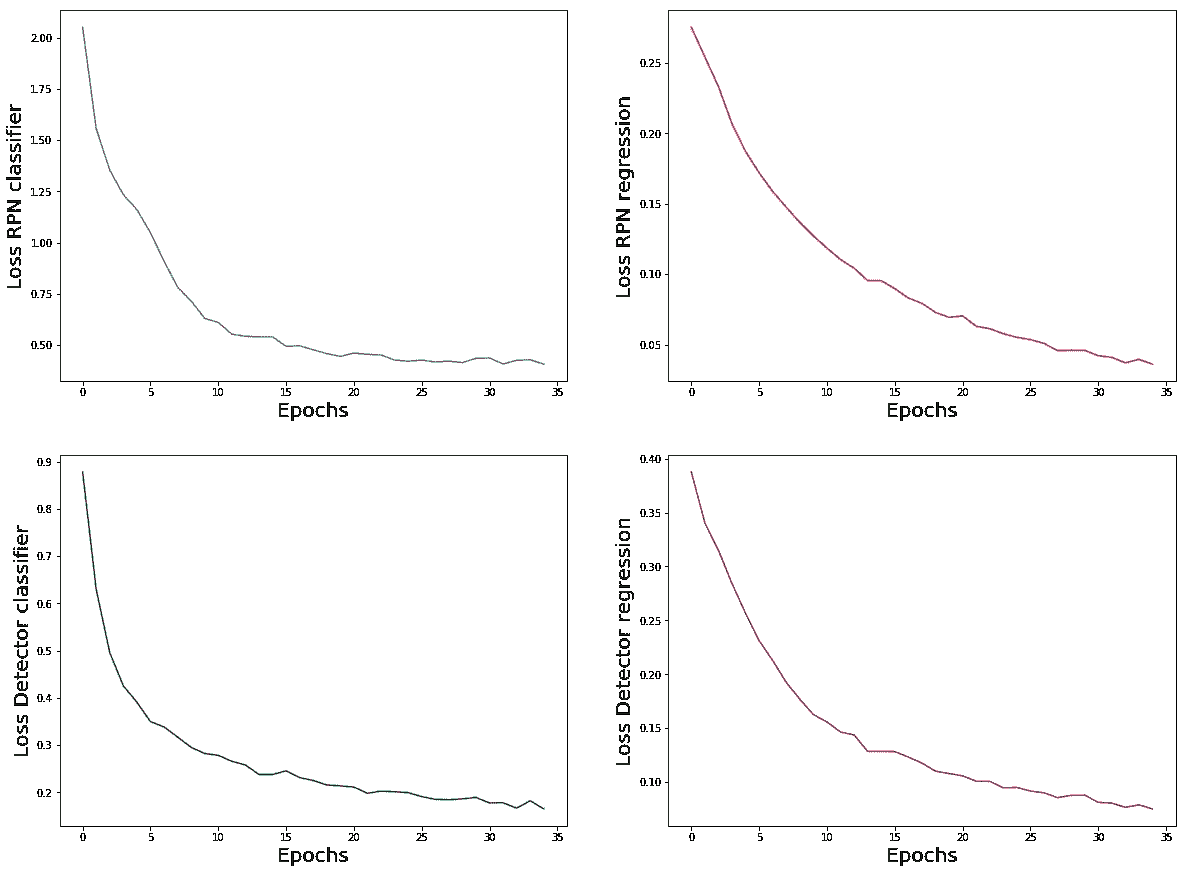 2.00
1.75
1.50
1.25
1.00
0.75
0.50
Loss RPN classifier
0 5 10 15 20 25 30 35
Epochs
0.25
0.20
0.15
0.10
0.05
Loss RPN regression
0 5 10 15 20 25 30 35
Epochs
0.9
0.8
0.7
0.6
0.5
0.4
0.3
0.2
Loss Detector classifier
0 5 10 15 20 25 30 35
Epochs
0.40
0.35
0.30
0.25
0.20
0.15
0.10
Loss Detector regression
0 5 10 15 20 25 30 35
Epochs